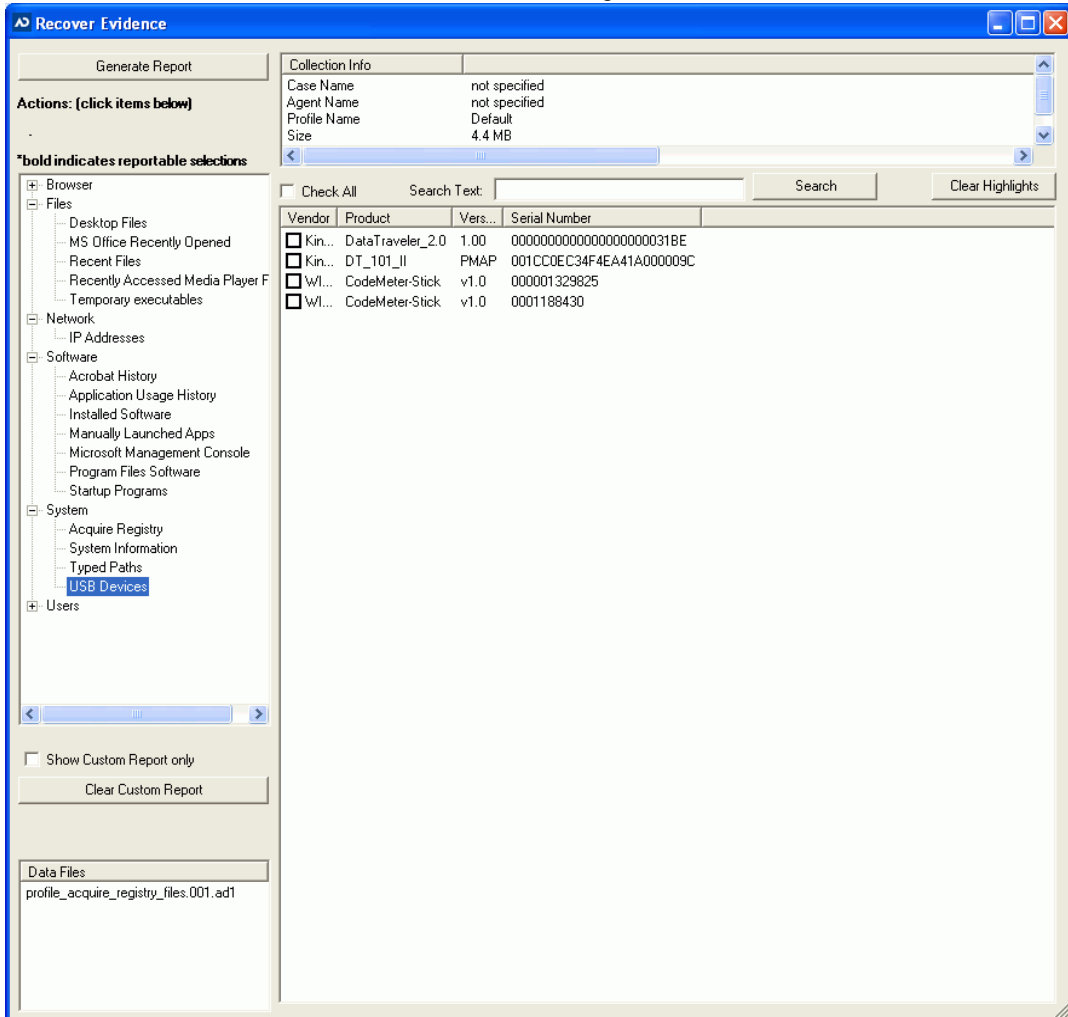 Recover Evidence
Generate Report
Actions: (click items below)
.
*bold indicates reportable selections
Browser
Files
Desktop Files
MS Office Recently Opened
Recent Files
Recently Accessed Media Player F
Temporary executables
Network
IP Addresses
Software
Acrobat History
Application Usage History
Installed Software
Manually Launched Apps
Microsoft Management Console
Program Files Software
Startup Programs
System
Acquire Registry
System Information
Typed Paths
USB Devices
Users
Show Custom Report only
Clear Custom Report
Data Files
profile_acquire_registry_files.001.ad1
Collection Info
Case Name not specified
Agent Name not specified
Profile Name Default
Size 4.4 MB
Check All Search Text: Search Clear Highlights
Vendor Product Vers... Serial Number
Kin... DataTraveler_2.0 1.00 0000000000000000000031BE
Kin... DT_101_II PMAP 001CC0EC34F4EA41A000009C
WI... CodeMeter-Stick v1.0 000001329825
WI... CodeMeter-Stick v1.0 0001188430